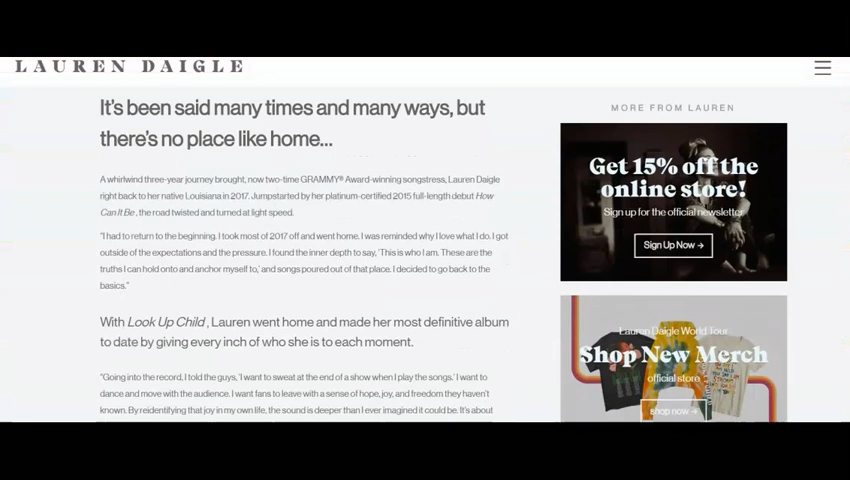 LAUREN DAIGLE
It's been said many times and many ways, but
there's no place like home...
A whirlwind three-year journey brought, now two-time GRAMMY® Award-winning songstress, Lauren Daigle
right back to her native Louisiana in 2017. Jumpstarted by her platinum-certified 2015 full-length debut How
Can It Be , the road twisted and turned at light speed.
"I had to return to the beginning. I took most of 2017 off and went home. I was reminded why I love what I do. I got
outside of the expectations and the pressure. I found the inner depth to say, 'This is who I am. These are the
truths I can hold onto and anchor myself to,' and songs poured out of that place. I decided to go back to the
basics."
With Look Up Child , Lauren went home and made her most definitive album
to date by giving every inch of who she is to each moment.
"Going into the record, I told the guys, 'I want to sweat at the end of a show when I play the songs.' I want to
dance and move with the audience. I want fans to leave with a sense of hope, joy, and freedom they haven't
known. By reidentifying that joy in my own life, the sound is deeper than I ever imagined it could be. It's about
MORE FROM LAUREN
Get 15% off the
online store!
Sign up for the official newsletter
Sign Up Now →
Lauren Daigle World Tour
Shop New Merch
official store
shop now →